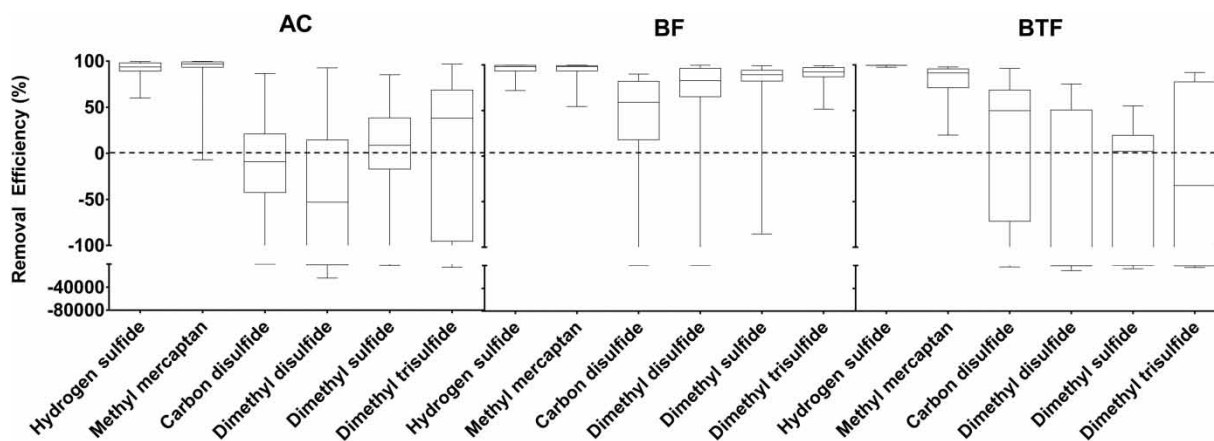 AC
BF
BTF
Removal Efficiency (%)
100
50
0
-50
-100
-40000
-80000
Hydrogen sulfide
Methyl mercaptan
Carbon disulfide
Dimethyl disulfide
Dimethyl sulfide
Dimethyl trisulfide
Hydrogen sulfide
Methyl mercaptan
Carbon disulfide
Dimethyl disulfide
Dimethyl sulfide
Dimethyl trisulfide
Hydrogen sulfide
Methyl mercaptan
Carbon disulfide
Dimethyl disulfide
Dimethyl sulfide
Dimethyl trisulfide